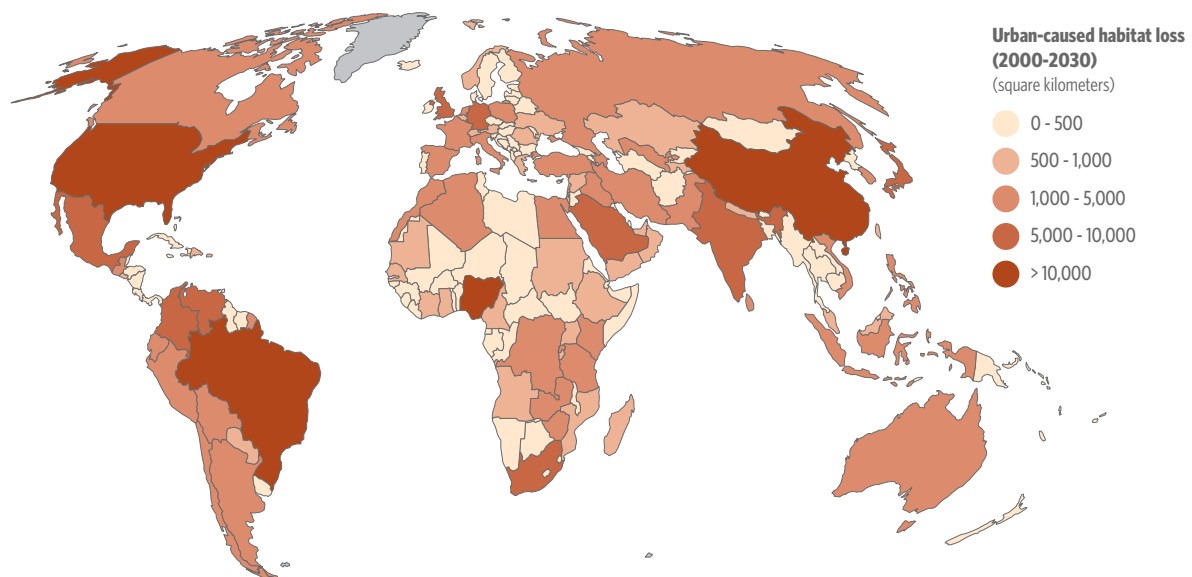 Urban-caused habitat loss
(2000-2030)
(square kilometers)
0 - 500
500 - 1,000
1,000 - 5,000
5,000 - 10,000
> 10,000